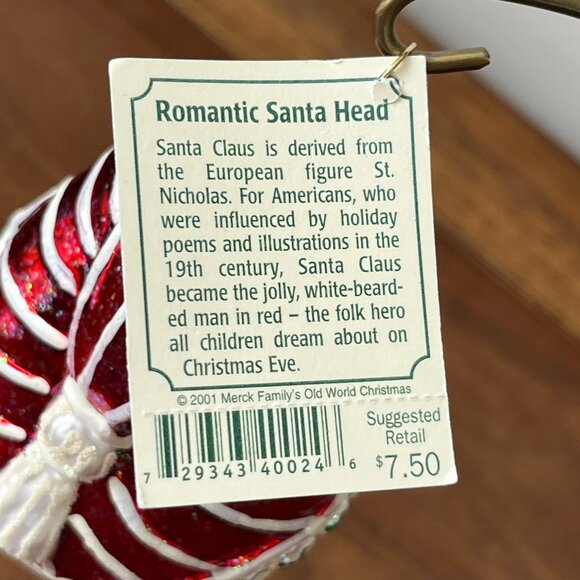 Romantic Santa Head
Santa Claus is derived from
the European figure St.
Nicholas. For Americans, who
were influenced by holiday
poems and illustrations in the
19th century, Santa Claus
became the jolly, white-beard-
ed man in red – the folk hero
all children dream about on
Christmas Eve.
© 2001 Merck Family's Old World Christmas
Suggested
Retail
$7.50
7 29343 40024 6